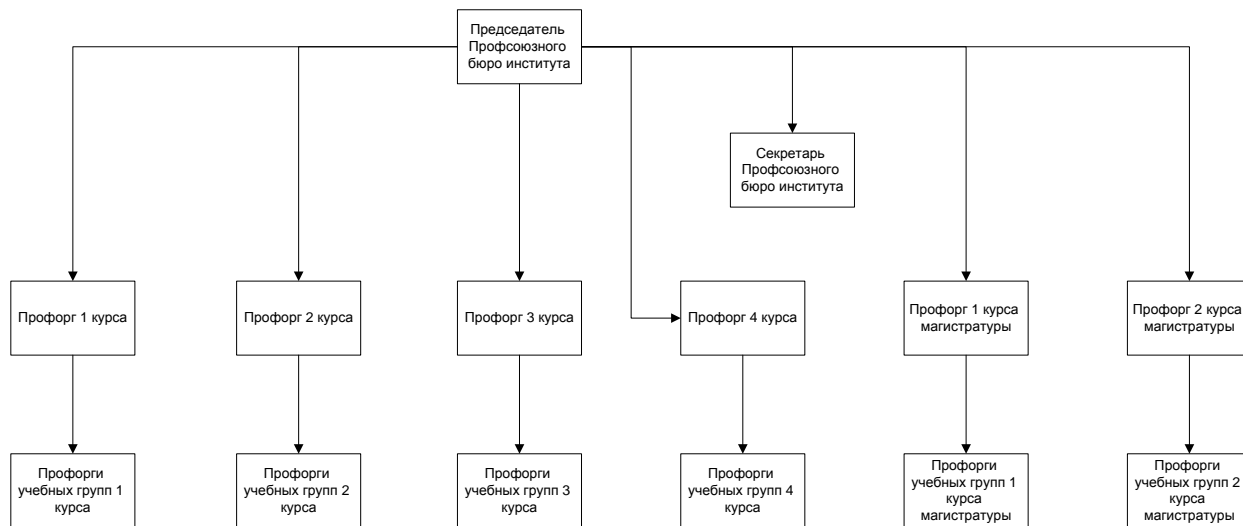 Председатель
Профсоюзного
бюро института
Секретарь
Профсоюзного
бюро института
Профорг 1 курса
Профорг 2 курса
Профорг 3 курса
Профорг 4 курса
Профорг 1 курса
магистратуры
Профорг 2 курса
магистратуры
Профорги
учебных групп 1
курса
Профорги
учебных групп 2
курса
Профорги
учебных групп 3
курса
Профорги
учебных групп 4
курса
Профорги
учебных групп 1
курса
магистратуры
Профорги
учебных групп 2
курса
магистратуры